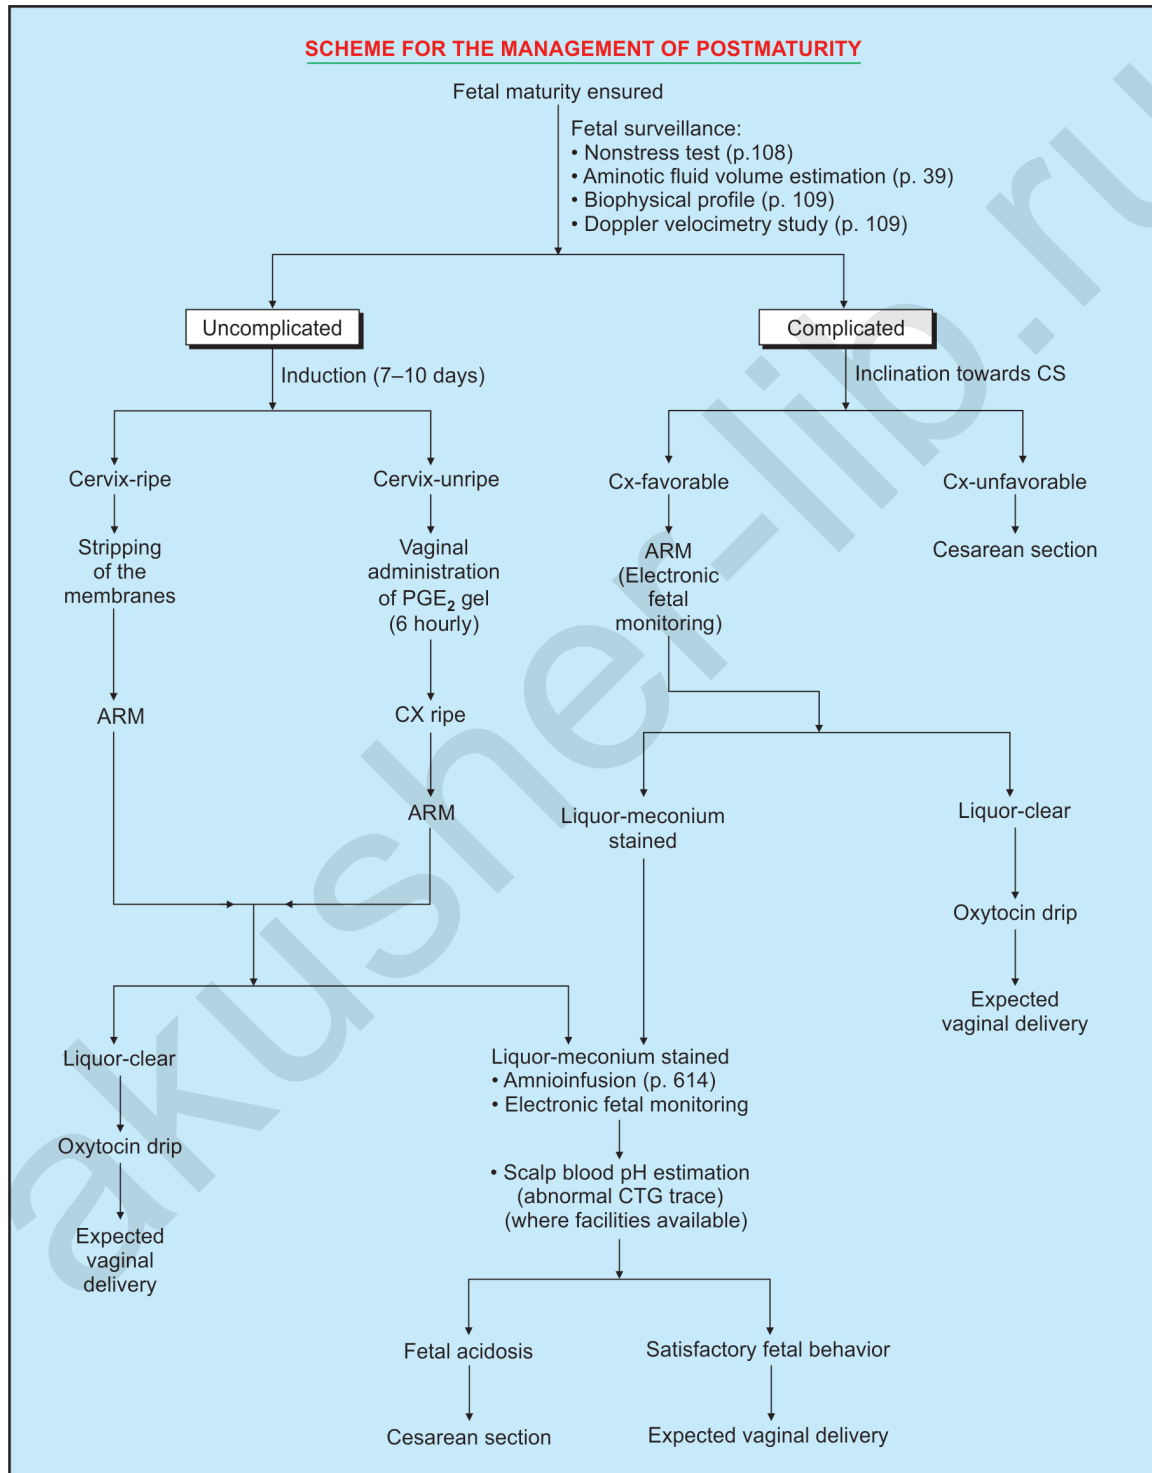 SCHEME FOR THE MANAGEMENT OF POSTMATURITY
Fetal maturity ensured
Fetal surveillance:
• Nonstress test (p.108)
• Aminotic fluid volume estimation (p. 39)
• Biophysical profile (p. 109)
• Doppler velocimetry study (p. 109)
Uncomplicated
Complicated
Induction (7–10 days)
Inclination towards CS
Cervix-ripe
Cervix-unripe
Cx-favorable
Cx-unfavorable
Stripping
of the
membranes
Vaginal
administration
of PGE₂ gel
(6 hourly)
ARM
(Electronic
fetal
monitoring)
Cesarean section
ARM
CX ripe
ARM
Liquor-meconium
stained
Liquor-clear
Oxytocin drip
Expected
vaginal delivery
Liquor-clear
Liquor-meconium stained
• Amnioinfusion (p. 614)
• Electronic fetal monitoring
Oxytocin drip
• Scalp blood pH estimation
(abnormal CTG trace)
(where facilities available)
Expected
vaginal
delivery
Fetal acidosis
Satisfactory fetal behavior
Cesarean section
Expected vaginal delivery
akusher-lib.ru